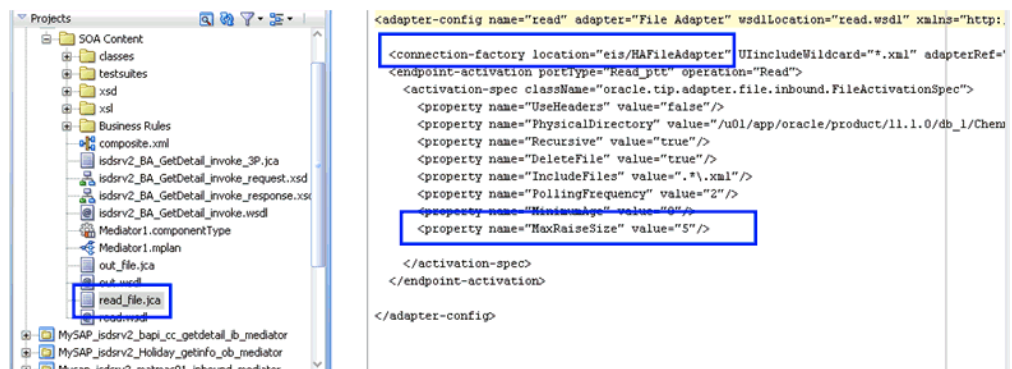 Projects
SOA Content
classes
testsuites
xsd
xsl
Business Rules
composite.xml
isdsrv2_BA_GetDetail_invoke_3P.jca
isdsrv2_BA_GetDetail_invoke_request.xsd
isdsrv2_BA_GetDetail_invoke_response.xsd
isdsrv2_BA_GetDetail_invoke.wsdl
Mediator1.componentType
Mediator1.mplan
out_file.jca
out.wsdl
read_file.jca
read.wsdl
MySAP_isdsrv2_bapi_cc_getdetail_ib_mediator
MySAP_isdsrv2_Holiday_getinfo_ob_mediator
<adapter-config name="read" adapter="File Adapter" wsdlLocation="read.wsdl" xmlns="http:
<connection-factory location="eis/HAFileAdapter" UIincludeWildcard="*.xml" adapterRef="
<endpoint-activation portType="Read_ptt" operation="Read">
<activation-spec className="oracle.tip.adapter.file.inbound.FileActivationSpec">
<property name="UseHeaders" value="false"/>
<property name="PhysicalDirectory" value="/u01/app/oracle/product/11.1.0/db_1/Chenn
<property name="Recursive" value="true"/>
<property name="DeleteFile" value="true"/>
<property name="IncludeFiles" value=".*\.xml"/>
<property name="PollingFrequency" value="2"/>
<property name="MinimumAge" value="0"/>
<property name="MaxRaiseSize" value="5"/>
</activation-spec>
</endpoint-activation>
</adapter-config>